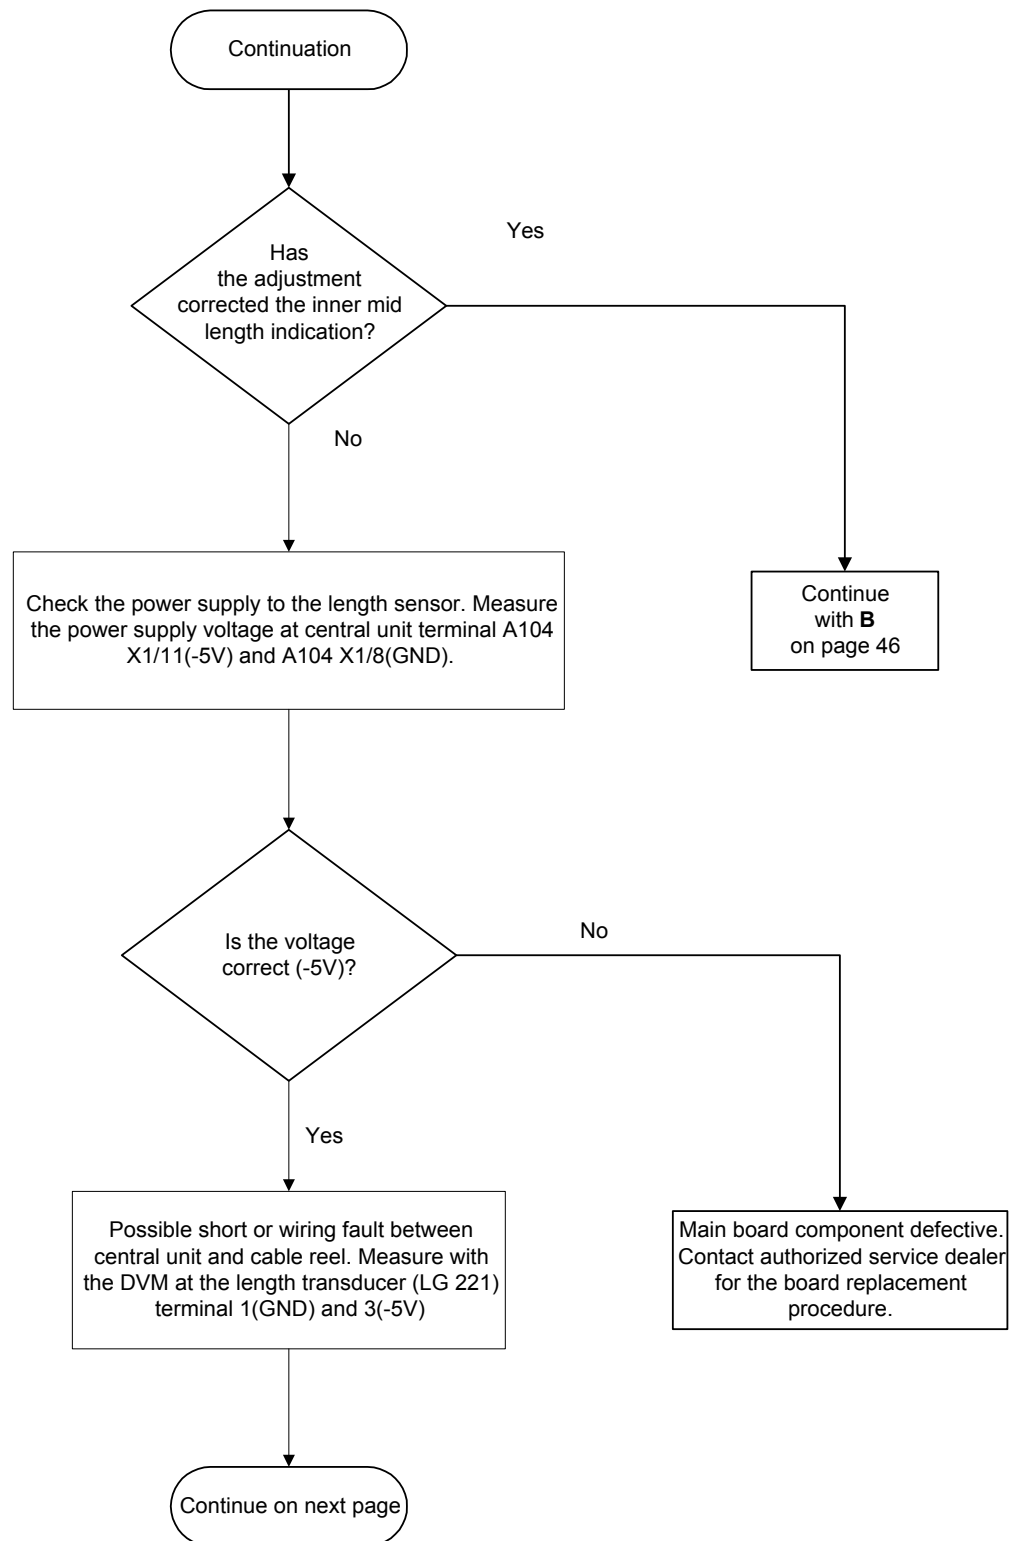 Continuation
Has
the adjustment
corrected the inner mid
length indication?
Yes
No
Check the power supply to the length sensor. Measure
the power supply voltage at central unit terminal A104
X1/11(-5V) and A104 X1/8(GND).
Continue
with B
on page 46
Is the voltage
correct (-5V)?
No
Yes
Possible short or wiring fault between
central unit and cable reel. Measure with
the DVM at the length transducer (LG 221)
terminal 1(GND) and 3(-5V)
Main board component defective.
Contact authorized service dealer
for the board replacement
procedure.
Continue on next page